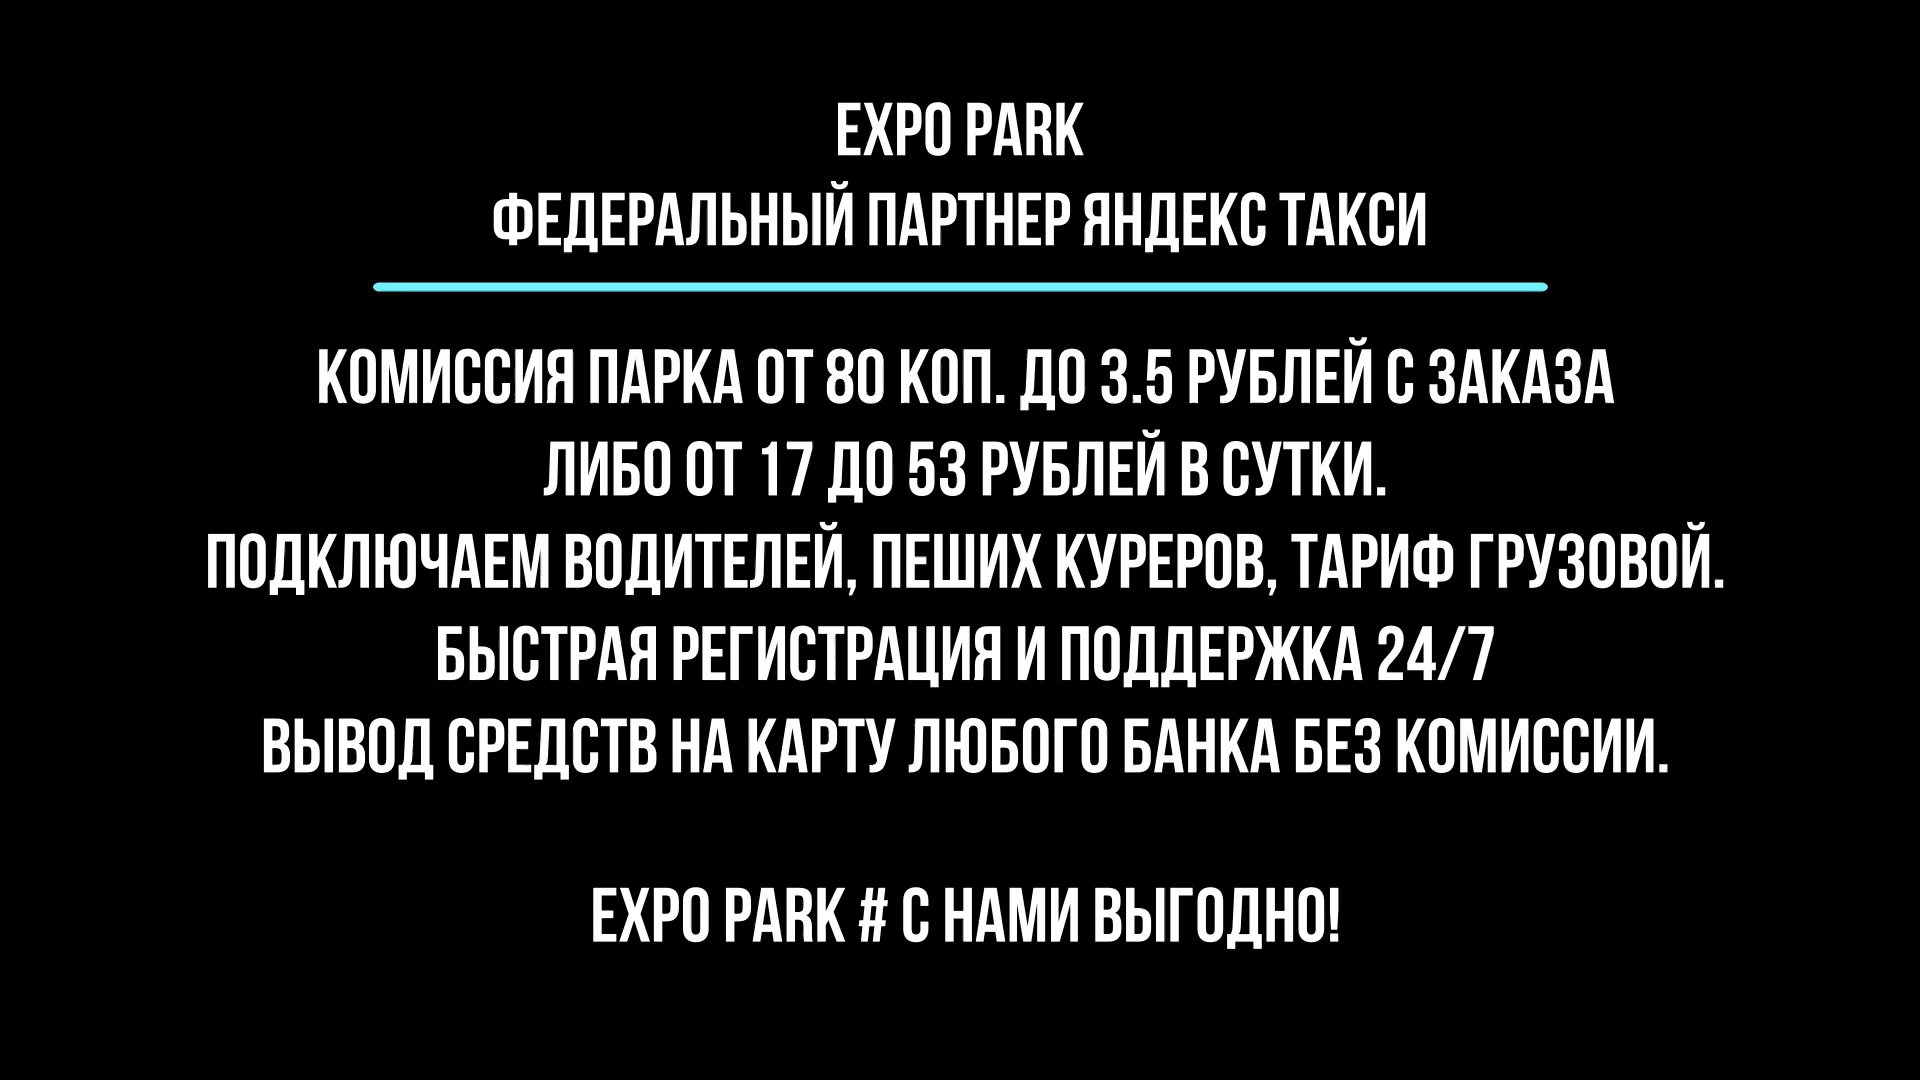 EXPO PARK
ФЕДЕРАЛЬНЫЙ ПАРТНЕР ЯНДЕКС ТАКСИ
КОМИССИЯ ПАРКА ОТ 80 КОП. ДО 3.5 РУБЛЕЙ С ЗАКАЗА
ЛИБО ОТ 17 ДО 53 РУБЛЕЙ В СУТКИ.
ПОДКЛЮЧАЕМ ВОДИТЕЛЕЙ, ПЕШИХ КУРЕРОВ, ТАРИФ ГРУЗОВОЙ.
БЫСТРАЯ РЕГИСТРАЦИЯ И ПОДДЕРЖКА 24/7
ВЫВОД СРЕДСТВ НА КАРТУ ЛЮБОГО БАНКА БЕЗ КОМИССИИ.
EXPO PARK # С НАМИ ВЫГОДНО!